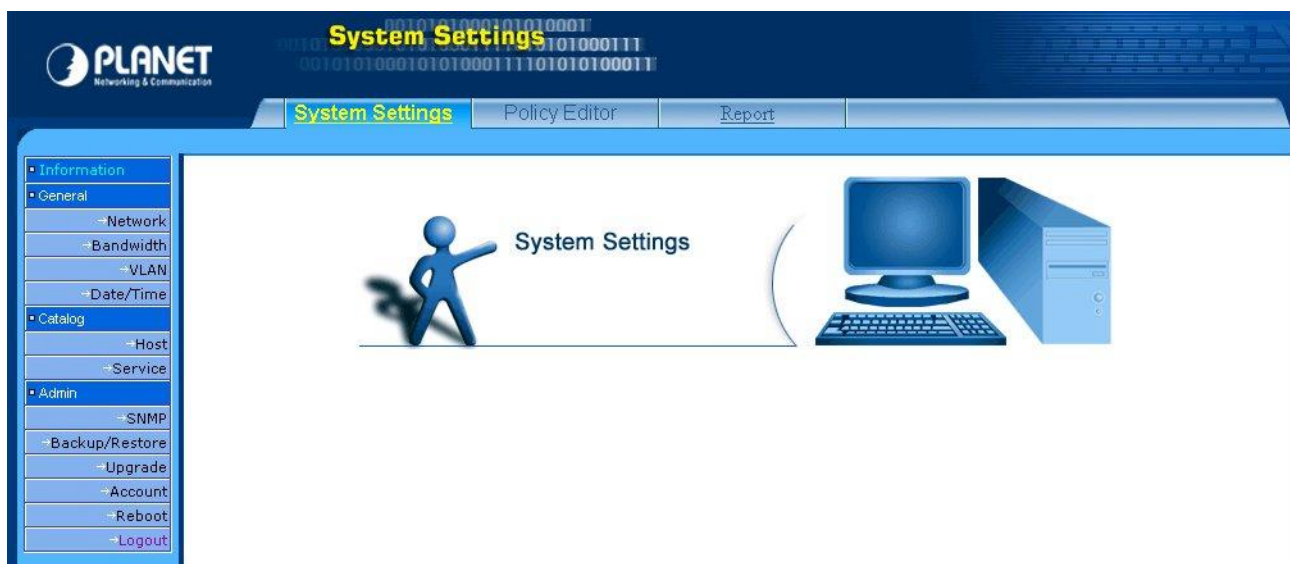 PLANET
Networking & Communication
System Settings
System Settings
Policy Editor
Report
Information
General
Network
Bandwidth
VLAN
Date/Time
Catalog
Host
Service
Admin
SNMP
Backup/Restore
Upgrade
Account
Reboot
Logout
System Settings